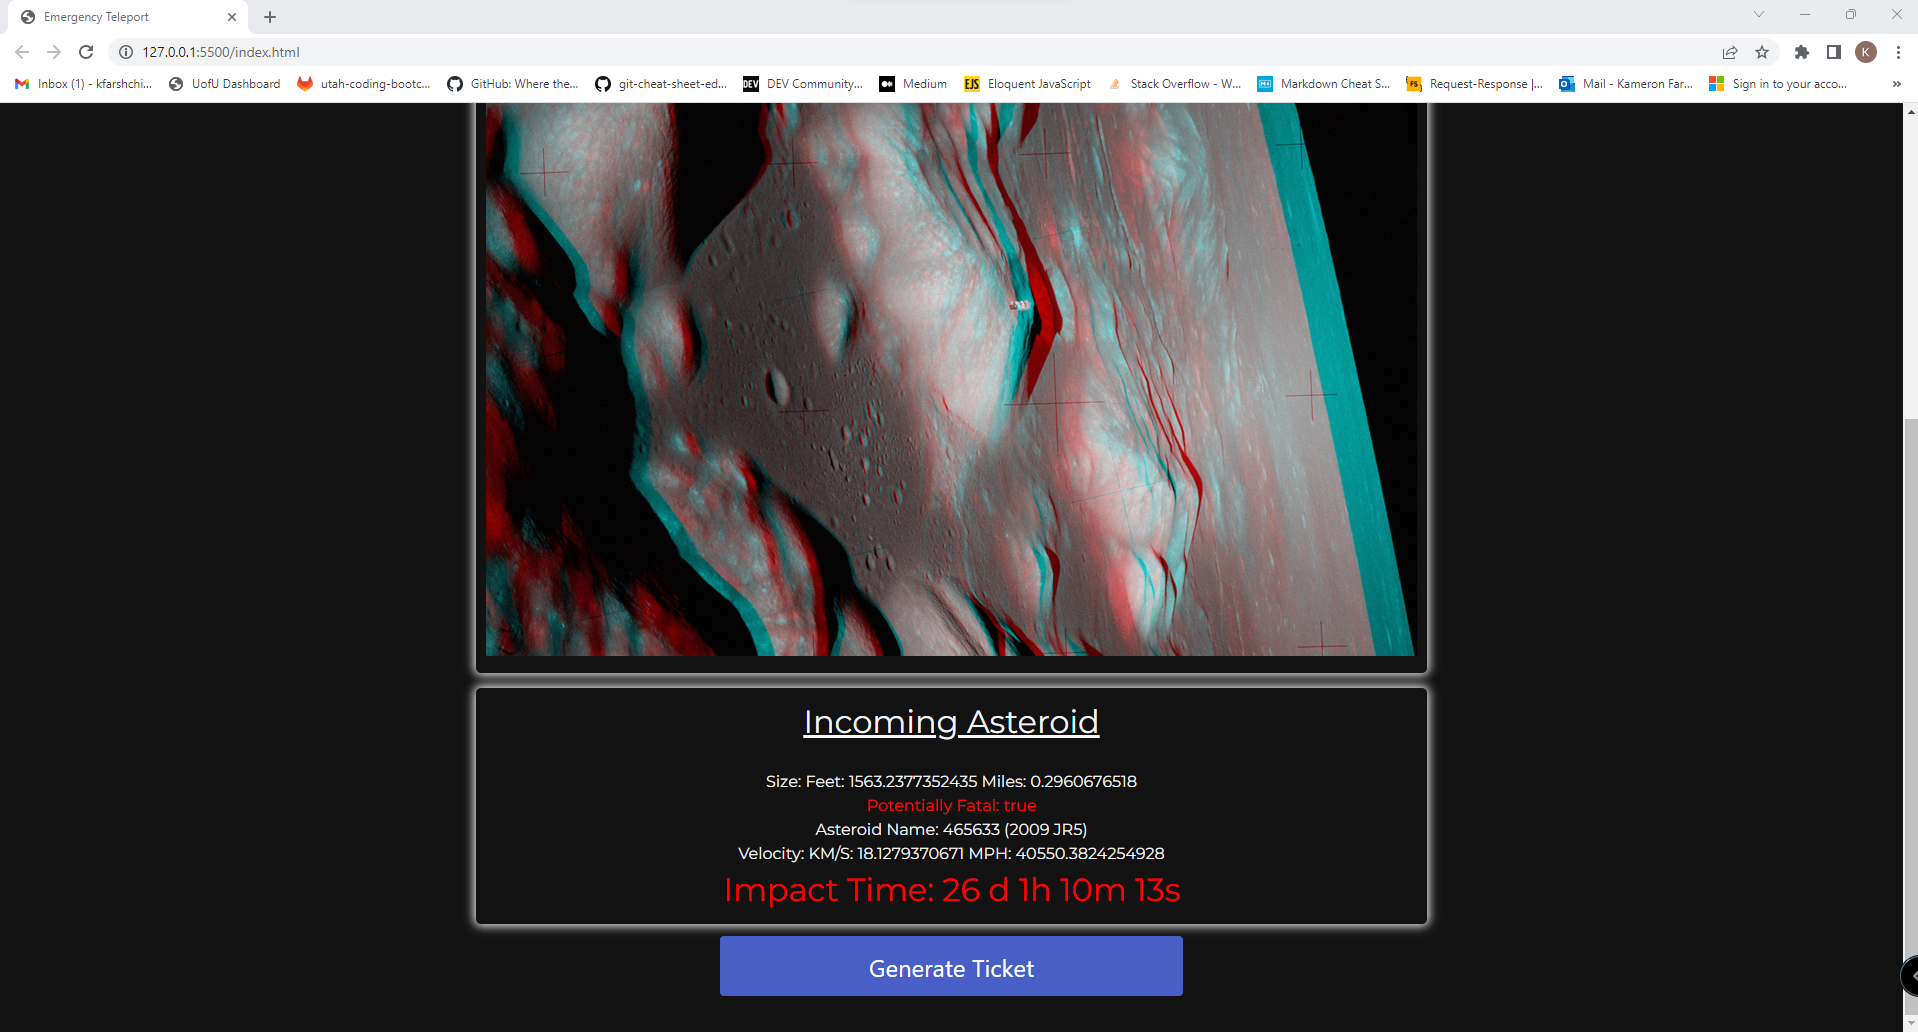 Emergency Teleport
127.0.0.1:5500/index.html
K
Inbox (1) - kfarshchi...
UofU Dashboard
utah-coding-bootc...
GitHub: Where the...
git-cheat-sheet-ed...
DEV
DEV Community...
Medium
EJS
Eloquent JavaScript
Stack Overflow - W...
Markdown Cheat S...
FS
Request-Response |...
Mail - Kameron Far...
Sign in to your acco...
Incoming Asteroid
Size: Feet: 1563.2377352435 Miles: 0.2960676518
Potentially Fatal: true
Asteroid Name: 465633 (2009 JR5)
Velocity: KM/S: 18.1279370671 MPH: 40550.3824254928
Impact Time: 26 d 1h 10m 13s
Generate Ticket